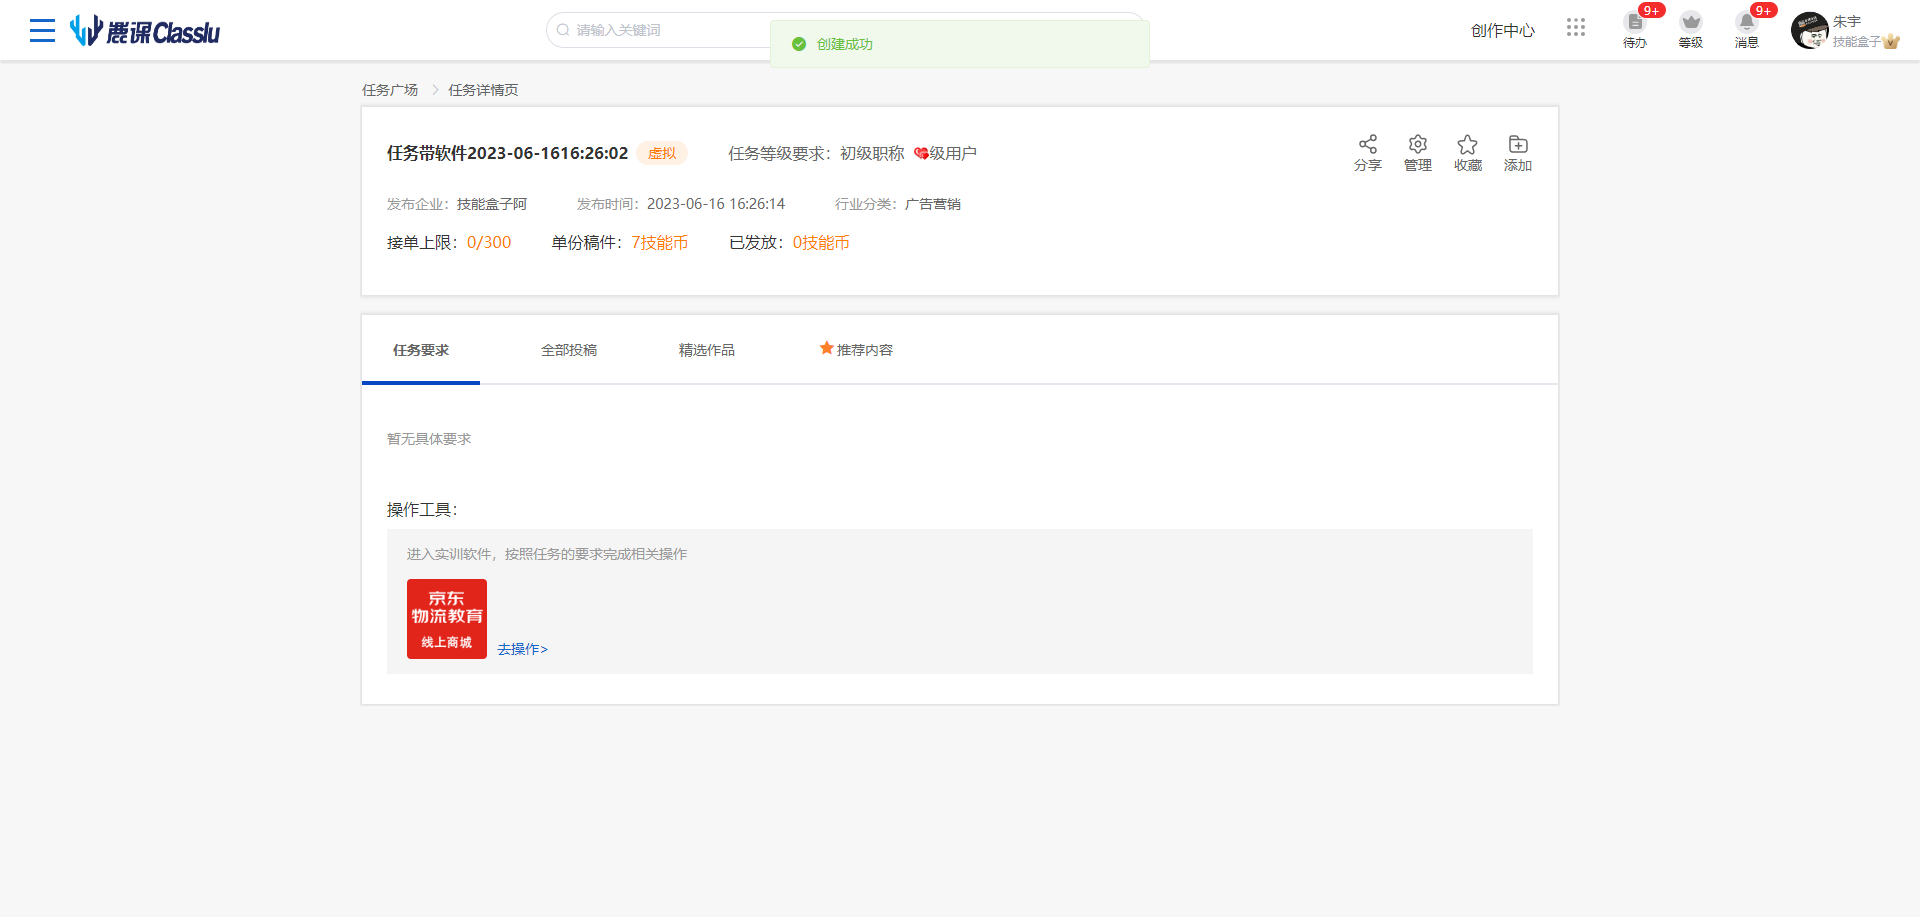 鹿课Classlu
请输入关键词
创建成功
创作中心
9+
待办
等级
9+
消息
朱宇
技能盒子
任务广场 > 任务详情页
任务带软件2023-06-1616:26:02 虚拟 任务等级要求：初级职称 级用户
分享 管理 收藏 添加
发布企业：技能盒子阿 发布时间：2023-06-16 16:26:14 行业分类：广告营销
接单上限：0/300 单份稿件：7技能币 已发放：0技能币
任务要求 全部投稿 精选作品 推荐内容
暂无具体要求
操作工具：
进入实训软件，按照任务的要求完成相关操作
京东
物流教育
线上商城
去操作>